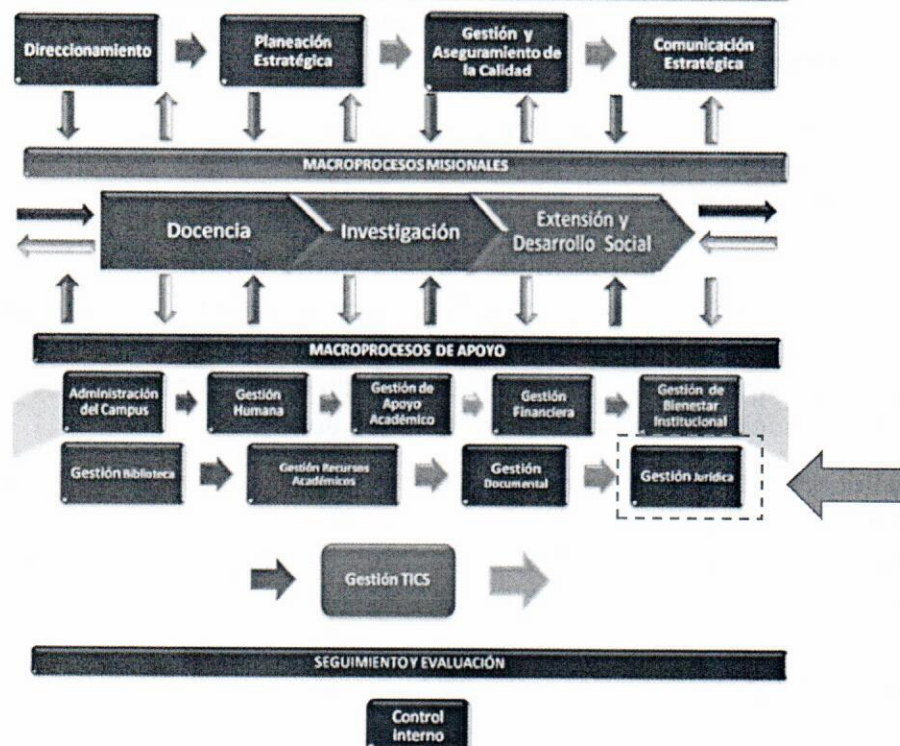 Direccionamiento
Planeación
Estratégica
Gestión y
Aseguramiento de
la Calidad
Comunicación
Estratégica
MACROPROCESOS MISIONALES
Docencia
Investigación
Extensión y
Desarrollo Social
MACROPROCESOS DE APOYO
Administración
del Campus
Gestión
Humana
Gestión de
Apoyo
Académico
Gestión
Financiera
Gestión de
Bienestar
Institucional
Gestión Biblioteca
Gestión Recursos
Académicos
Gestión
Documental
Gestión Jurídica
Gestión TICS
SEGUIMIENTO Y EVALUACIÓN
Control
interno